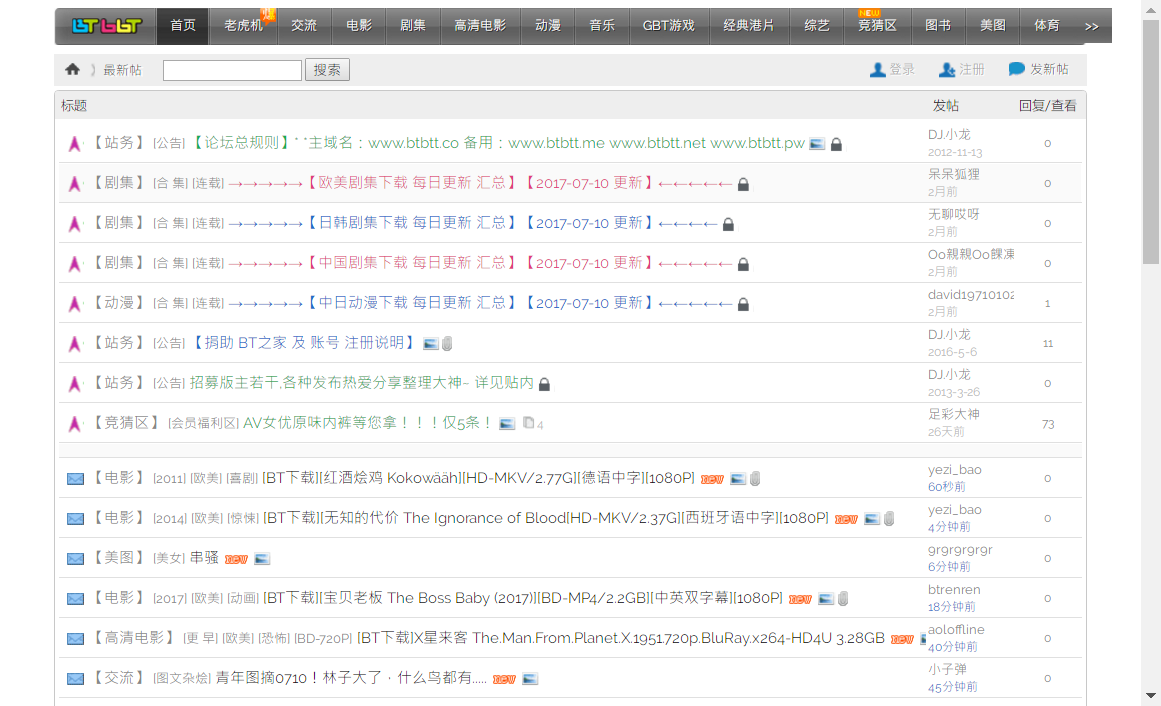 BT bBT 首页 老虎机 交流 电影 剧集 高清电影 动漫 音乐 GBT游戏 经典港片 综艺 NEW 竞猜区 图书 美图 体育 >>
最新帖 搜索 登录 注册 发新帖
标题 发帖 回复/查看
【站务】 [公告] 【论坛总规则】* *主域名：www.btbtt.co 备用：www.btbtt.me www.btbtt.net www.btbtt.pw DJ.小龙 0
2012-11-13
【剧集】 [合 集] [连载] →→→→→【欧美剧集下载 每日更新 汇总】【2017-07-10 更新】←←←←← 呆呆狐狸 0
2月前
【剧集】 [合 集] [连载] →→→→→【日韩剧集下载 每日更新 汇总】【2017-07-10 更新】←←←← 无聊哎呀 0
2月前
【剧集】 [合 集] [连载] →→→→→【中国剧集下载 每日更新 汇总】【2017-07-10 更新】←←←←← Oo親親Oo餜凍 0
2月前
【动漫】 [合 集] [连载] →→→→→【中日动漫下载 每日更新 汇总】【2017-07-10 更新】←←←←← david19710102 1
2月前
【站务】 [公告] 【捐助 BT之家 及 账号 注册说明】 DJ.小龙 11
2016-5-6
【站务】 [公告] 招募版主若干,各种发布热爱分享整理大神~ 详见贴内 DJ.小龙 0
2013-3-26
【竞猜区】 [会员福利区] AV女优原味内裤等您拿！！！仅5条！ 4 足彩大神 73
26天前
【电影】 [2011] [欧美] [喜剧] [BT下载][红酒烩鸡 Kokowääh][HD-MKV/2.77G][德语中字][1080P] new yezi_bao 0
60秒前
【电影】 [2014] [欧美] [惊悚] [BT下载][无知的代价 The Ignorance of Blood[HD-MKV/2.37G][西班牙语中字][1080P] new yezi_bao 0
4分钟前
【美图】 [美女] 串骚 new gr9r9r9r9r 0
6分钟前
【电影】 [2017] [欧美] [动画] [BT下载][宝贝老板 The Boss Baby (2017)][BD-MP4/2.2GB][中英双字幕][1080P] new btrenren 0
18分钟前
【高清电影】 [更 早] [欧美] [恐怖] [BD-720P] [BT下载]X星来客 The.Man.From.Planet.X.1951.720p.BluRay.x264-HD4U 3.28GB new aoloffline 0
40分钟前
【交流】 [图文杂烩] 青年图摘0710！林子大了 · 什么鸟都有..... new 小子弹 0
45分钟前